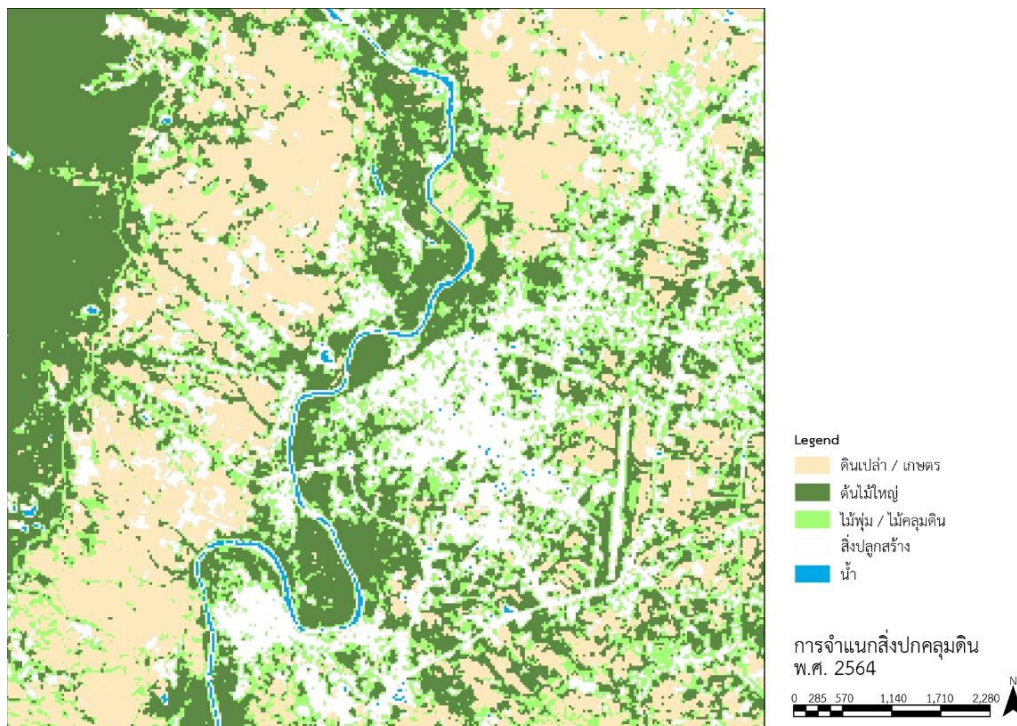 Legend
ดินเปล่า / เกษตร
ต้นไม้ใหญ่
ไม้พุ่ม / ไม้คลุมดิน
สิ่งปลูกสร้าง
น้ำ
การจำแนกสิ่งปกคลุมดิน
พ.ศ. 2564
N
0 285 570 1,140 1,710 2,280